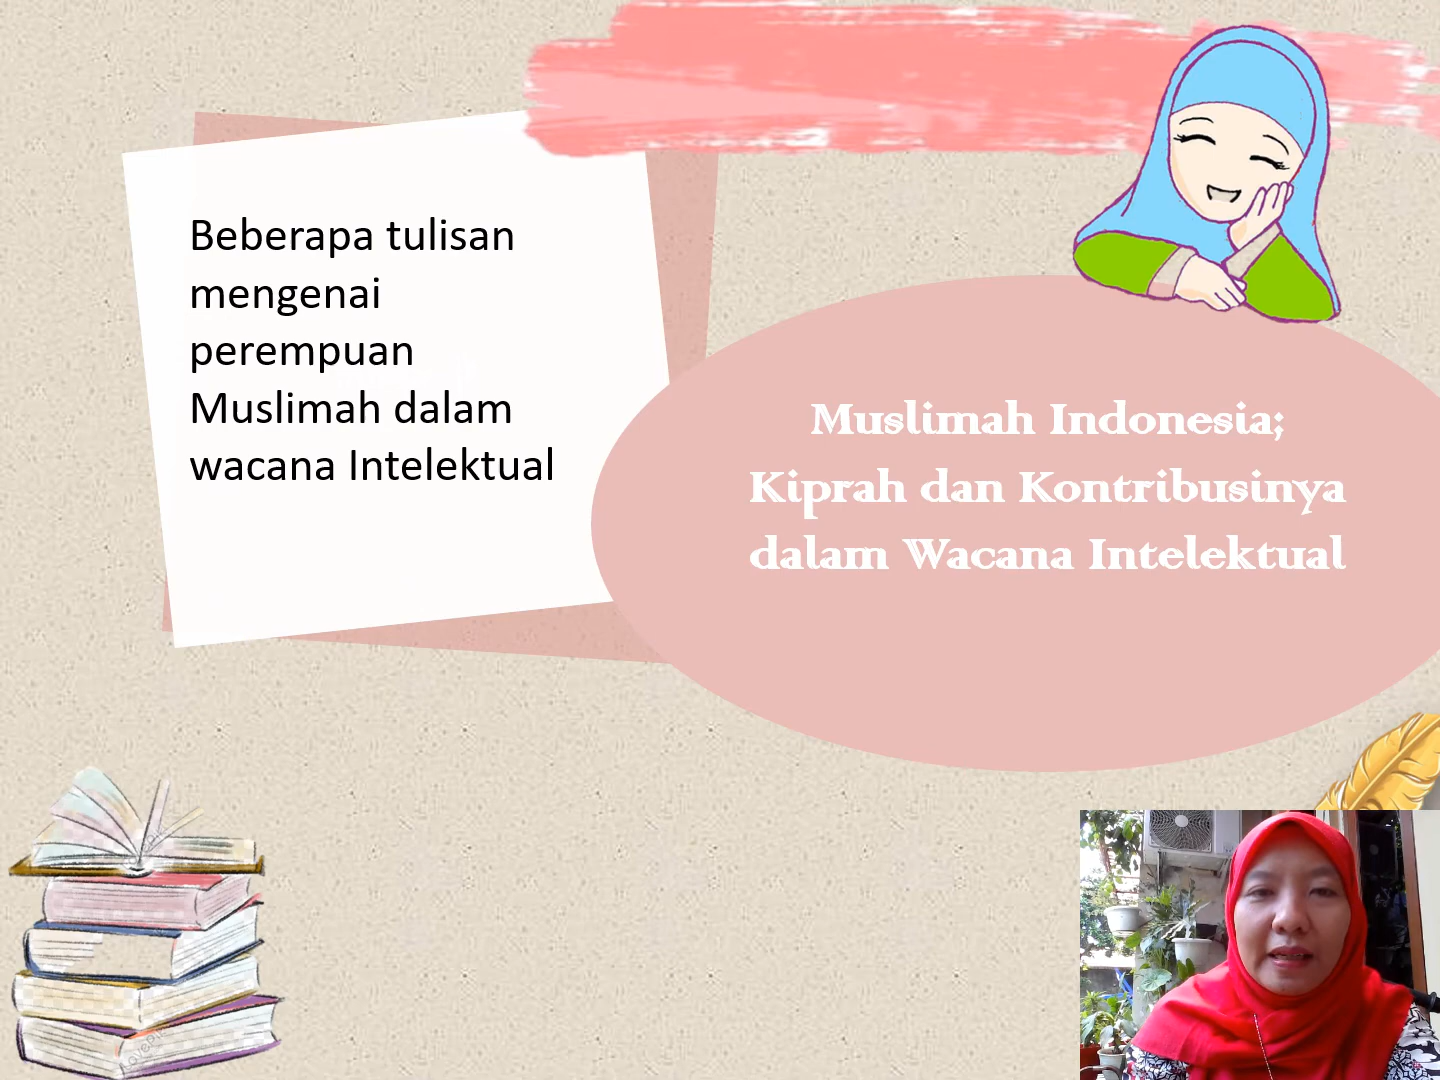 Beberapa tulisan
mengenai
perempuan
Muslimah dalam
wacana Intelektual
Muslimah Indonesia;
Kiprah dan Kontribusinya
dalam Wacana Intelektual